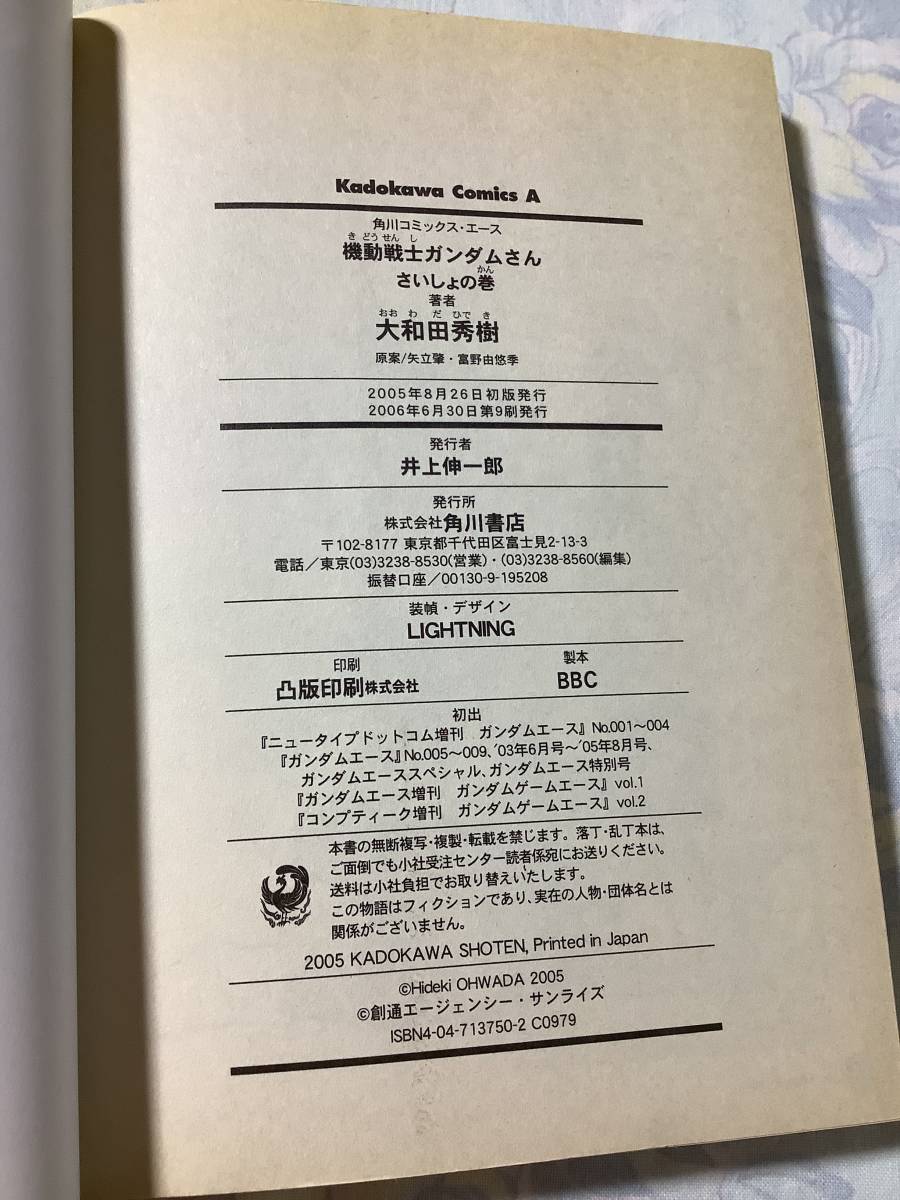 Kadokawa Comics A
角川コミックス・エース
きどうせんし
機動戦士ガンダムさん
かん
さいしょの巻
著者
おおわだひでき
大和田秀樹
原案/矢立肇・富野由悠季
2005年8月26日初版発行
2006年6月30日第9刷発行
発行者
井上伸一郎
発行所
株式会社角川書店
〒102-8177 東京都千代田区富士見2-13-3
電話/東京(03)3238-8530(営業)・(03)3238-8560(編集)
振替口座/00130-9-195208
装幀・デザイン
LIGHTNING
印刷
凸版印刷株式会社
製本
BBC
初出
『ニュータイプドットコム増刊 ガンダムエース』No.001〜004
『ガンダムエース』No.005〜009、'03年6月号〜'05年8月号、
ガンダムエーススペシャル、ガンダムエース特別号
『ガンダムエース増刊 ガンダムゲームエース』vol.1
『コンプティーク増刊 ガンダムゲームエース』vol.2
本書の無断複写・複製・転載を禁じます。落丁・乱丁本は、
ご面倒でも小社受注センター読者係宛にお送りください。
送料は小社負担でお取り替えいたします。
この物語はフィクションであり、実在の人物・団体名とは
関係がございません。
2005 KADOKAWA SHOTEN, Printed in Japan
©Hideki OHWADA 2005
©創通エージェンシー・サンライズ
ISBN4-04-713750-2 C0979